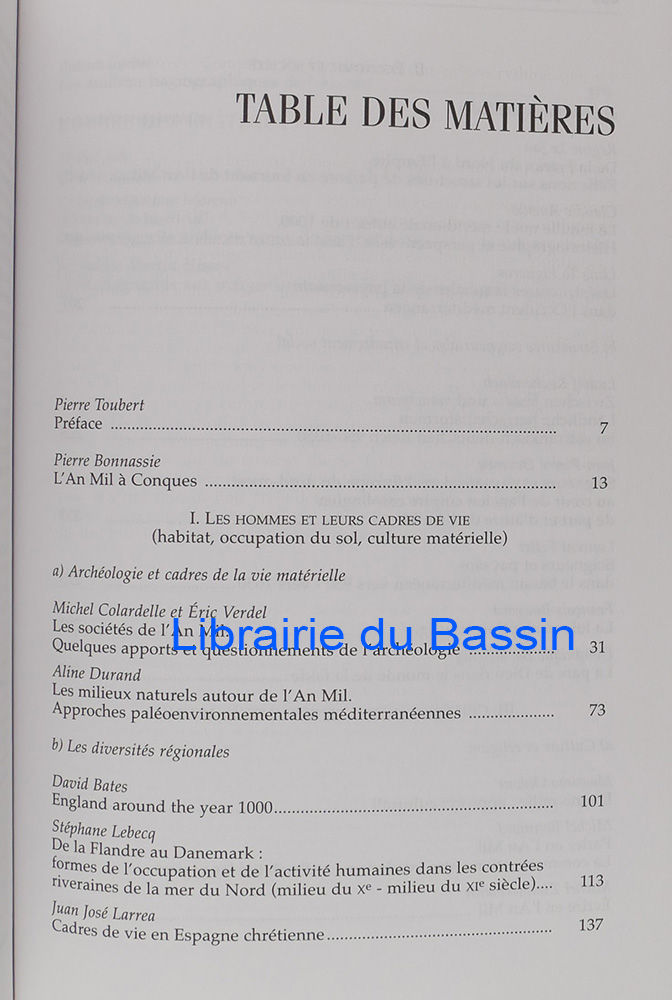 TABLE DES MATIÈRES
Pierre Toubert
Préface ........................................ 7
Pierre Bonnassie
L'An Mil à Conques ........................................ 13
I. LES HOMMES ET LEURS CADRES DE VIE
(habitat, occupation du sol, culture matérielle)
a) Archéologie et cadres de la vie matérielle
Michel Colardelle et Éric Verdel
Les sociétés de l'An Mil.
Librairie du Bassin
Quelques apports et questionnements de l'archéologie .................... 31
Aline Durand
Les milieux naturels autour de l'An Mil.
Approches paléoenvironnementales méditerranéennes .................... 73
b) Les diversités régionales
David Bates
England around the year 1000........................................ 101
Stéphane Lebecq
De la Flandre au Danemark :
formes de l'occupation et de l'activité humaines dans les contrées
riveraines de la mer du Nord (milieu du Xe - milieu du XIe siècle).... 113
Juan José Larrea
Cadres de vie en Espagne chrétienne........................................ 137